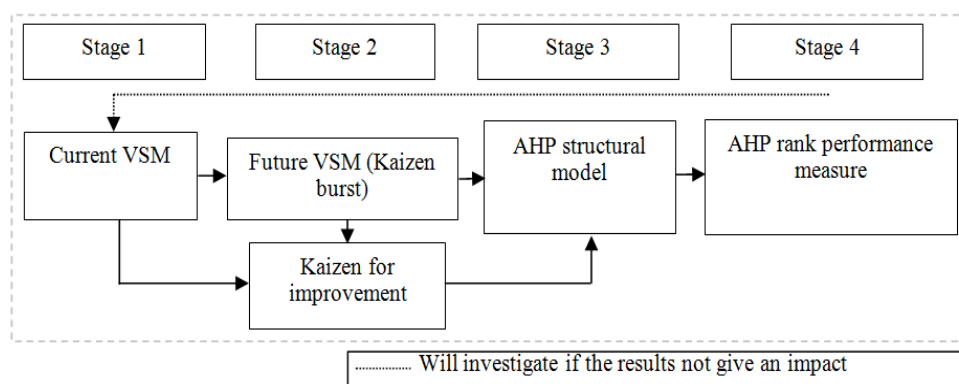 Stage 1
Stage 2
Stage 3
Stage 4
Current VSM
Future VSM (Kaizen
burst)
AHP structural
model
AHP rank performance
measure
Kaizen for
improvement
Will investigate if the results not give an impact